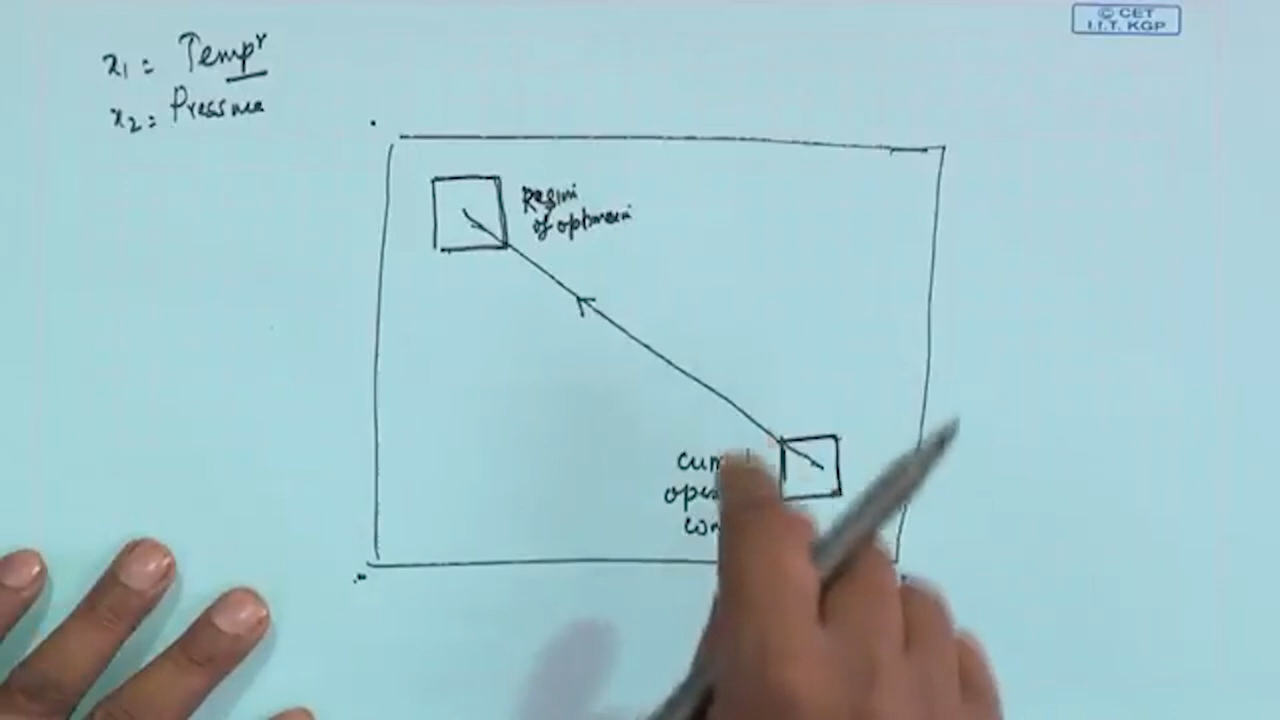 © CET
I.I.T. KGP
x₁ = Tempʳ
x₂ = Pressure
Region
of optimum